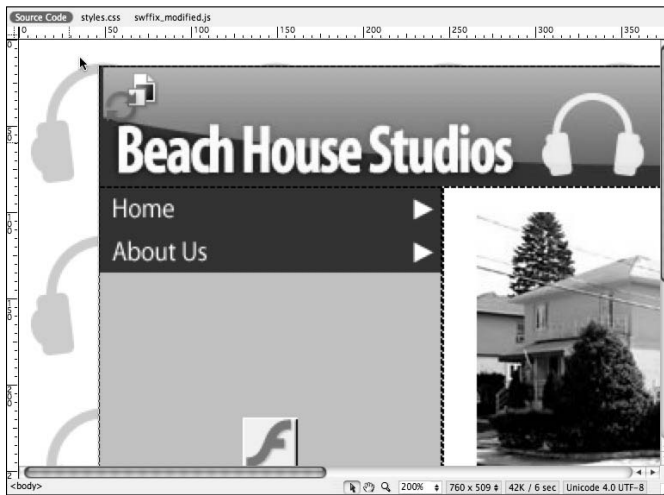 Source Code styles.css swffix_modified.js
0 50 100 150 200 250 300 350
0
Beach House Studios
Home
About Us
<body> 200% 760 x 509 42K / 6 sec Unicode 4.0 UTF-8